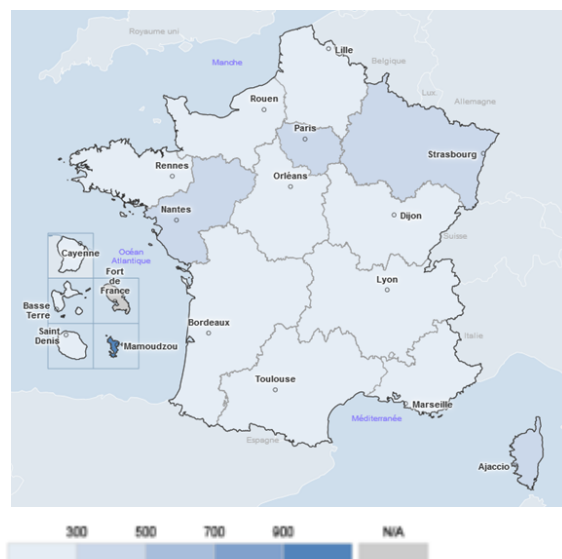 Royaume uni
Lille
Manche
Belgique
Lux.
Allemagne
Rouen
Paris
Strasbourg
Rennes
Orléans
Nantes
Dijon
Suisse
Cayenne
Océan
Atlantique
Fort
de
France
Basse
Terre
Lyon
Saint
Denis
Mamoudzou
Bordeaux
Italie
Toulouse
Marseille
Méditerranée
Espagne
Ajaccio
300 500 700 900 N/A